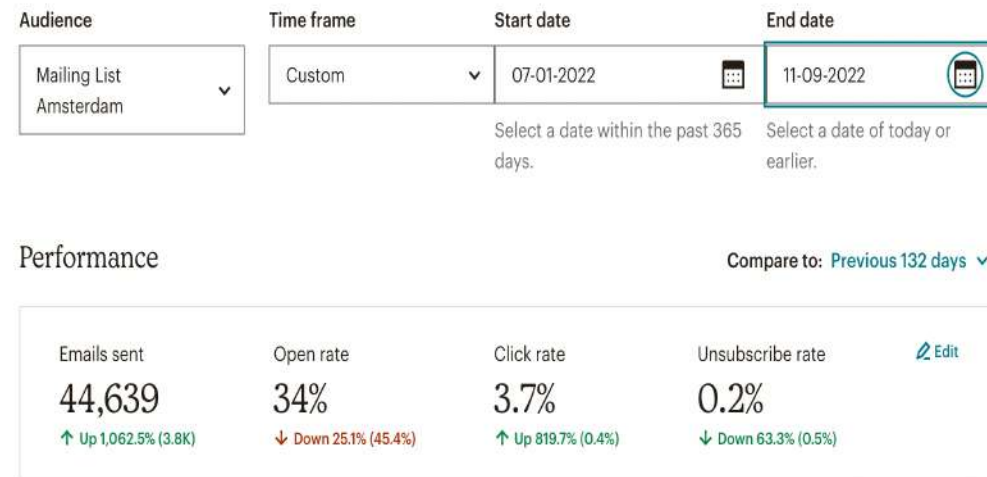 Audience Time frame Start date End date
Mailing List
Amsterdam
Custom
07-01-2022
11-09-2022
Select a date within the past 365
days.
Select a date of today or
earlier.
Performance
Compare to: Previous 132 days
Emails sent Open rate Click rate Unsubscribe rate Edit
44,639 34% 3.7% 0.2%
↑ Up 1,062.5% (3.8K) ↓ Down 25.1% (45.4%) ↑ Up 819.7% (0.4%) ↓ Down 63.3% (0.5%)